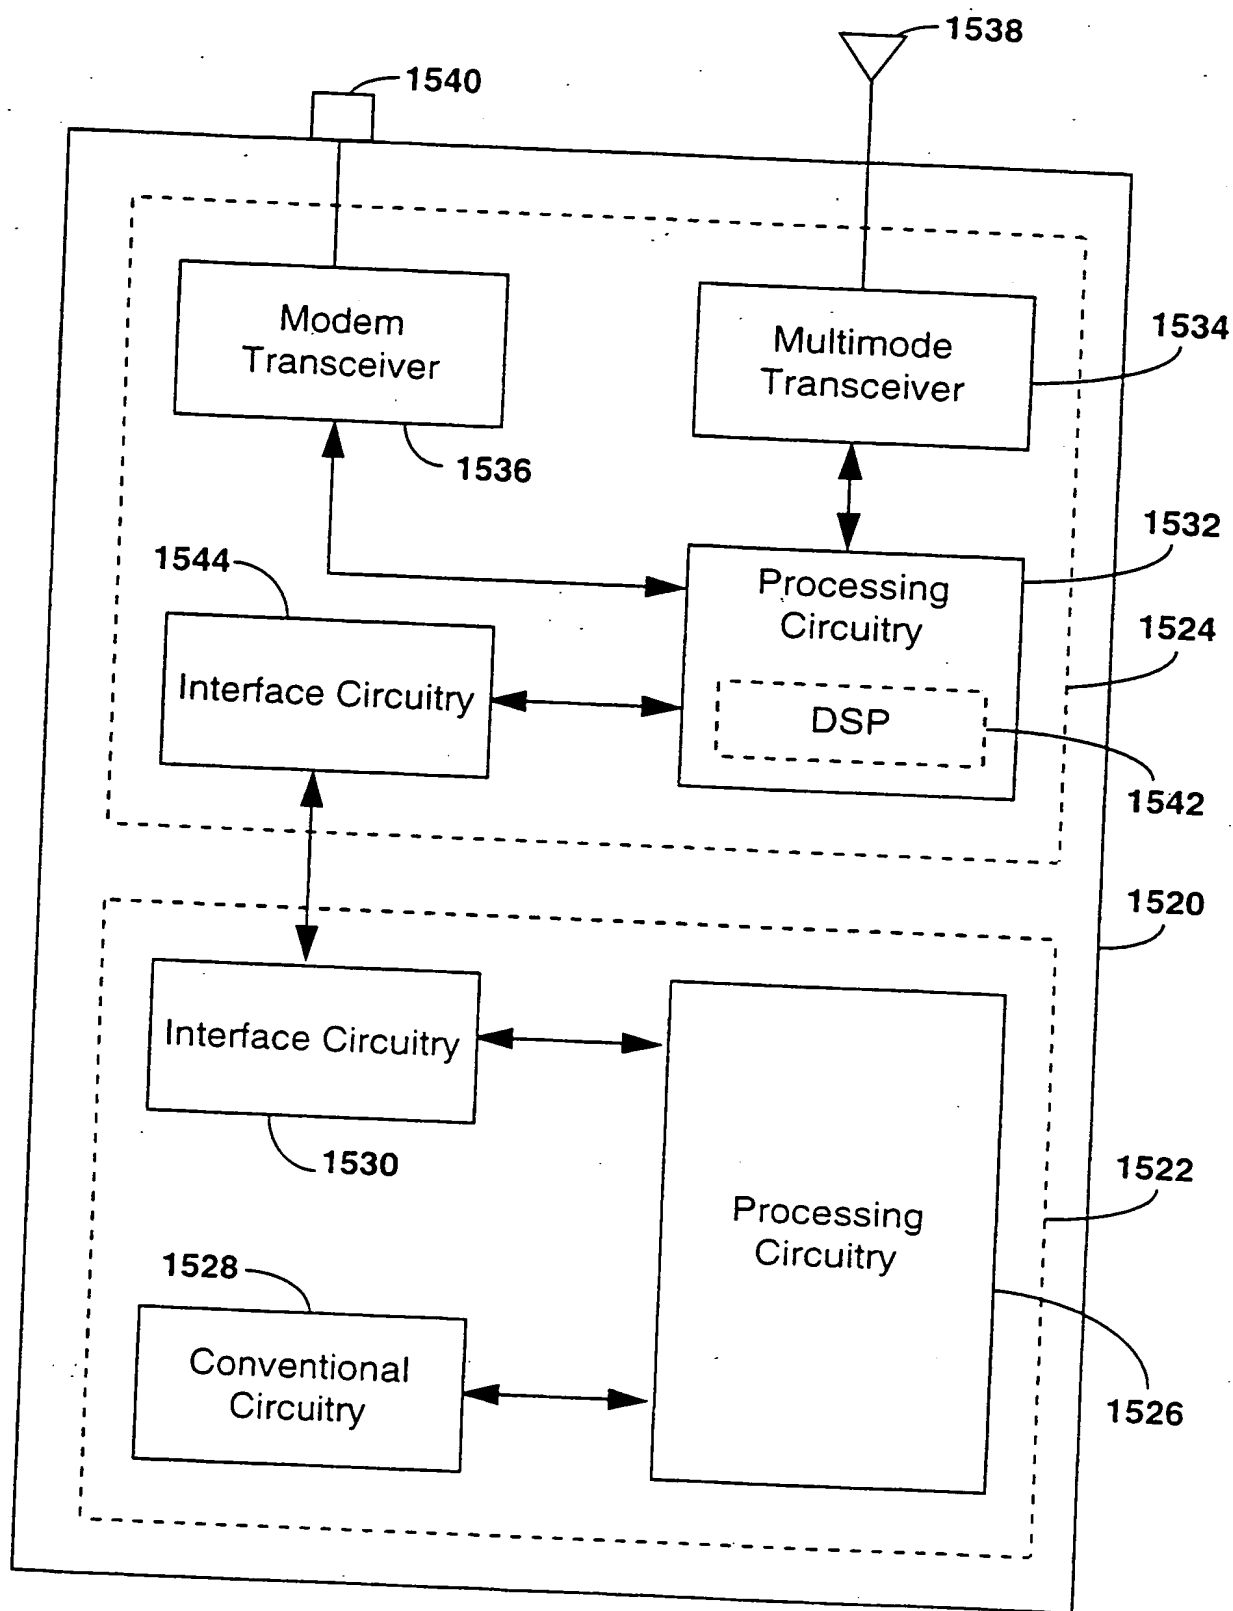 1538
1540
Modem
Transceiver
Multimode
Transceiver
1534
1536
1532
1544
Processing
Circuitry
1524
Interface Circuitry
DSP
1542
1520
Interface Circuitry
1530
1522
Processing
Circuitry
1528
Conventional
Circuitry
1526